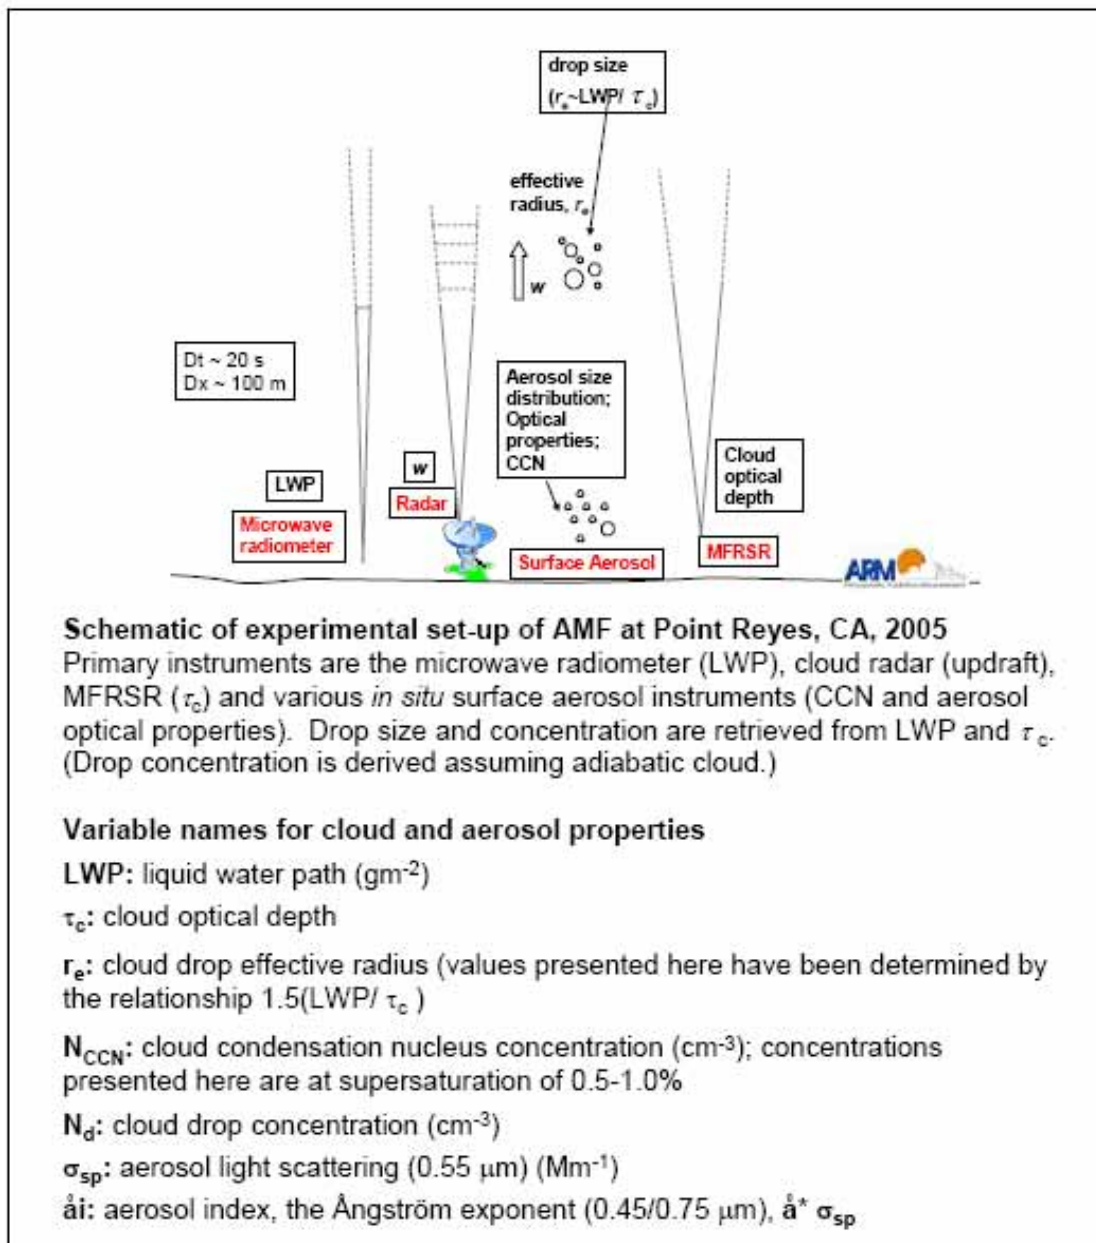 drop size
(re~LWP/ τc)
effective
radius, re
w
Dt ~ 20 s
Dx ~ 100 m
Aerosol size
distribution;
Optical
properties;
CCN
LWP
Microwave
radiometer
w
Radar
Surface Aerosol
Cloud
optical
depth
MFRSR
ARM
Schematic of experimental set-up of AMF at Point Reyes, CA, 2005
Primary instruments are the microwave radiometer (LWP), cloud radar (updraft),
MFRSR (τc) and various in situ surface aerosol instruments (CCN and aerosol
optical properties). Drop size and concentration are retrieved from LWP and τc.
(Drop concentration is derived assuming adiabatic cloud.)
Variable names for cloud and aerosol properties
LWP: liquid water path (gm-2)
τc: cloud optical depth
re: cloud drop effective radius (values presented here have been determined by
the relationship 1.5(LWP/ τc )
NCCN: cloud condensation nucleus concentration (cm-3); concentrations
presented here are at supersaturation of 0.5-1.0%
Nd: cloud drop concentration (cm-3)
σsp: aerosol light scattering (0.55 μm) (Mm-1)
åi: aerosol index, the Ångström exponent (0.45/0.75 μm), å* σsp